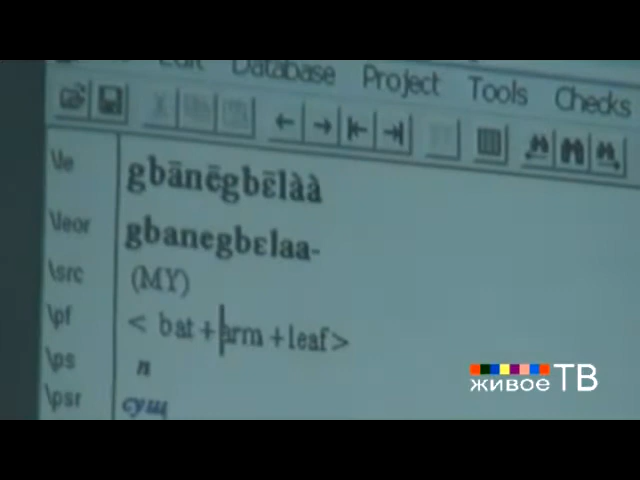 Edit Database Project Tools Checks
\le gbānēgbɛ̄làà
\leor gbanegbɛlaa-
\src (MY)
\pf < bat + arm + leaf >
\ps n
\psr сущ
живое ТВ